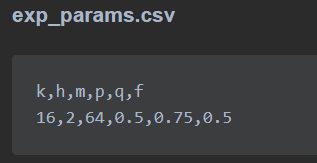 exp_params.csv
k,h,m,p,q,f
16,2,64,0.5,0.75,0.5